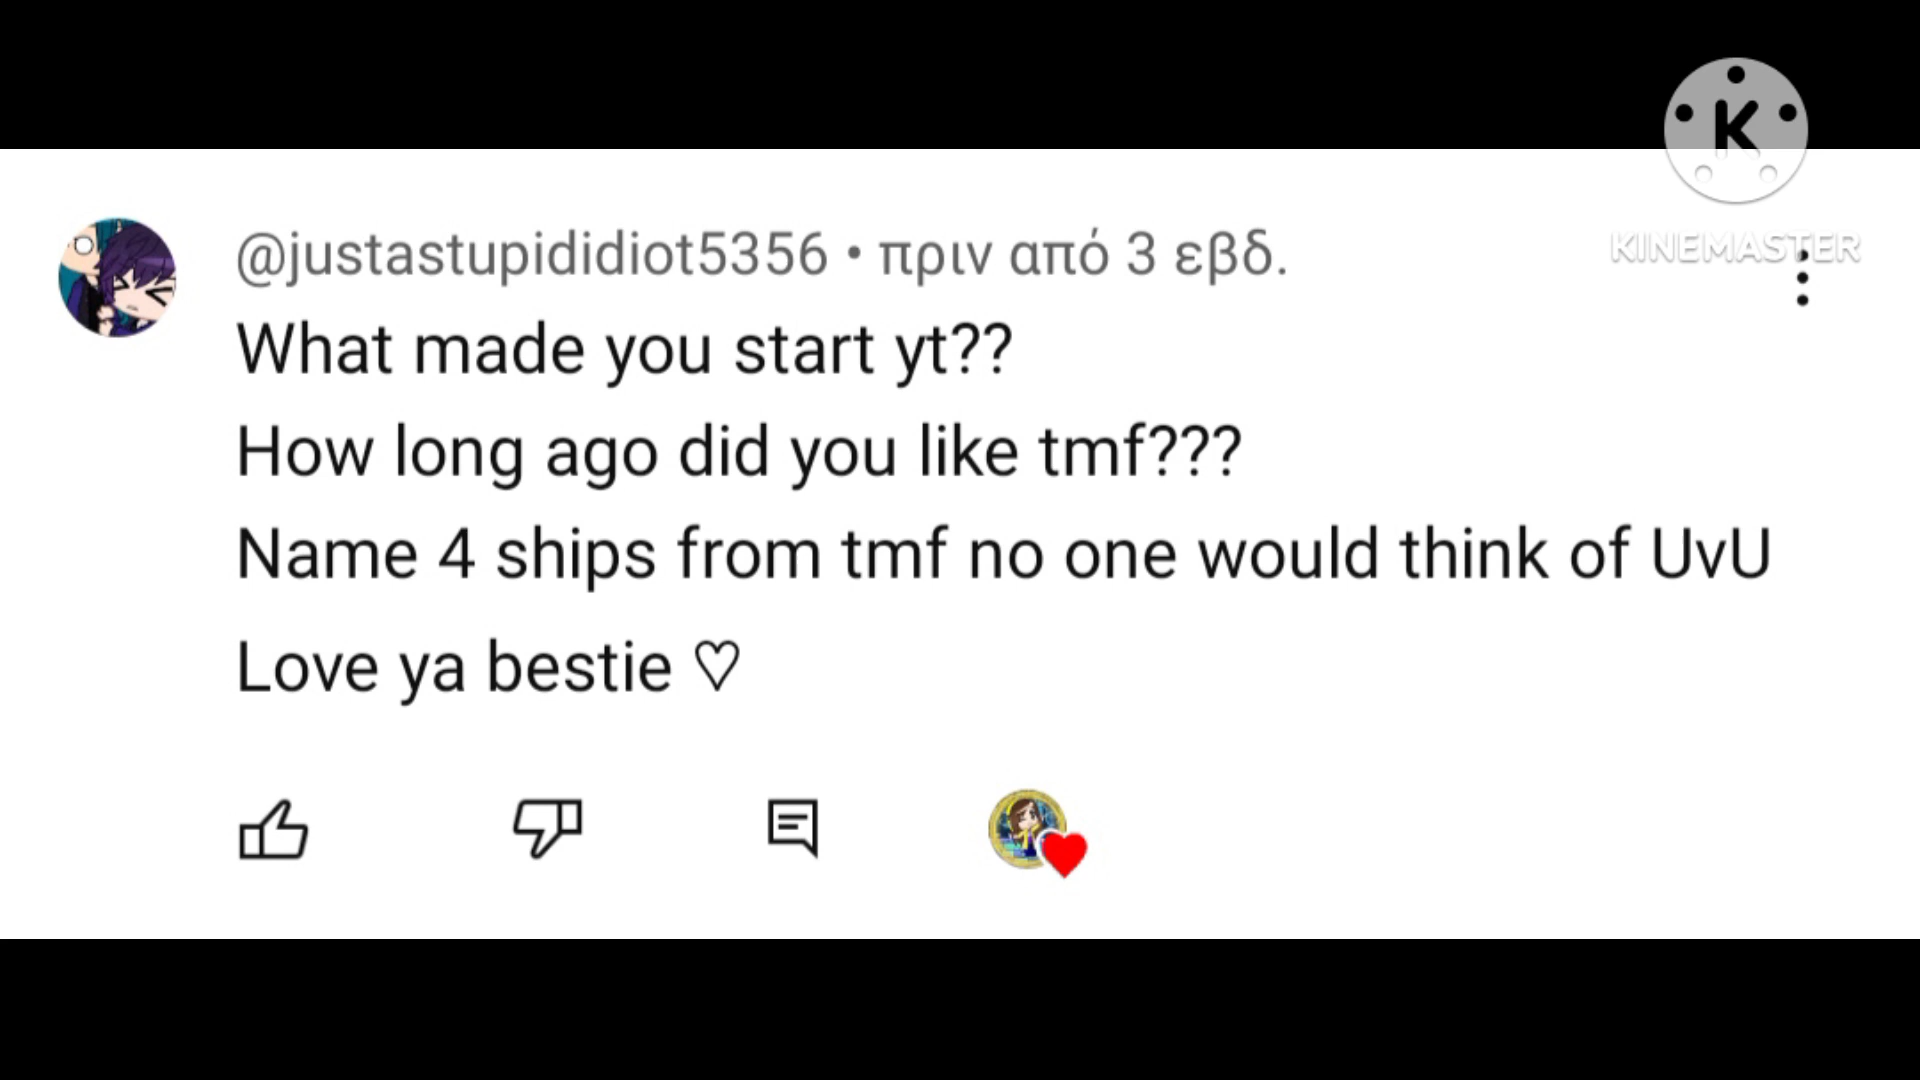 K
KINEMASTER
@justastupididiot5356 • πριν από 3 εβδ.
What made you start yt??
How long ago did you like tmf???
Name 4 ships from tmf no one would think of UvU
Love ya bestie ♡